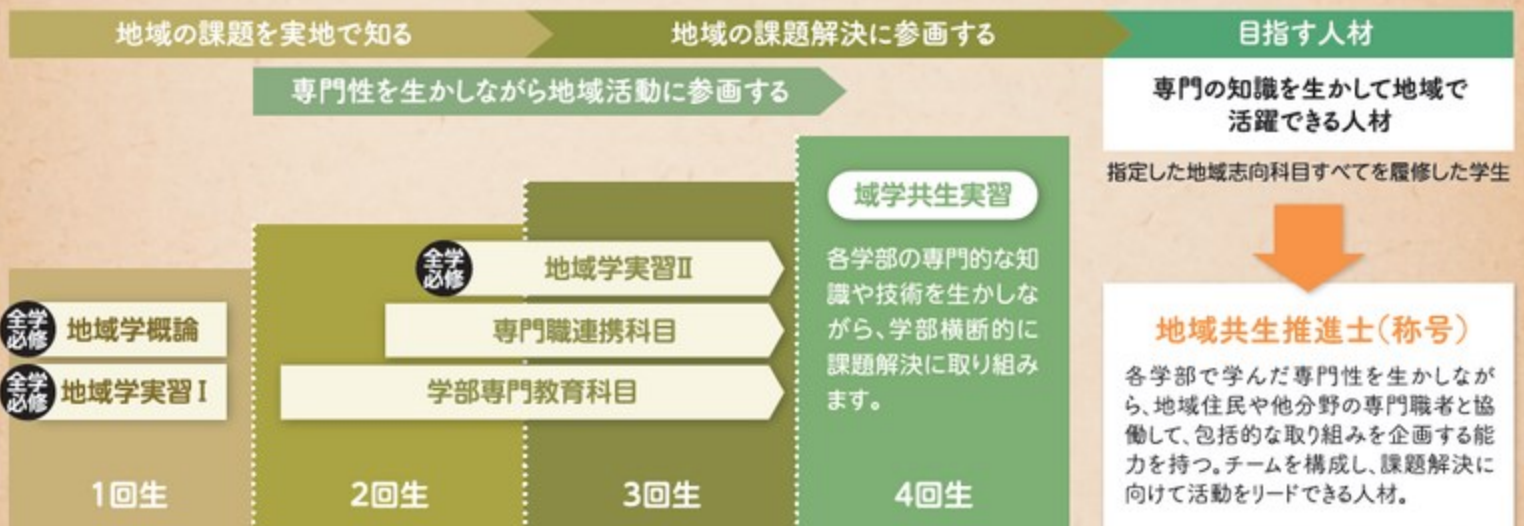 地域の課題を実地で知る
地域の課題解決に参画する
目指す人材
専門性を生かしながら地域活動に参画する
専門の知識を生かして地域で
活躍できる人材
指定した地域志向科目すべてを履修した学生
全学
必修
地域学概論
全学
必修
地域学実習Ⅰ
1回生
全学
必修
地域学実習Ⅱ
専門職連携科目
学部専門教育科目
2回生
3回生
域学共生実習
各学部の専門的な知
識や技術を生かしな
がら、学部横断的に
課題解決に取り組み
ます。
4回生
地域共生推進士(称号)
各学部で学んだ専門性を生かしなが
ら、地域住民や他分野の専門職者と協
働して、包括的な取り組みを企画する能
力を持つ。チームを構成し、課題解決に
向けて活動をリードできる人材。